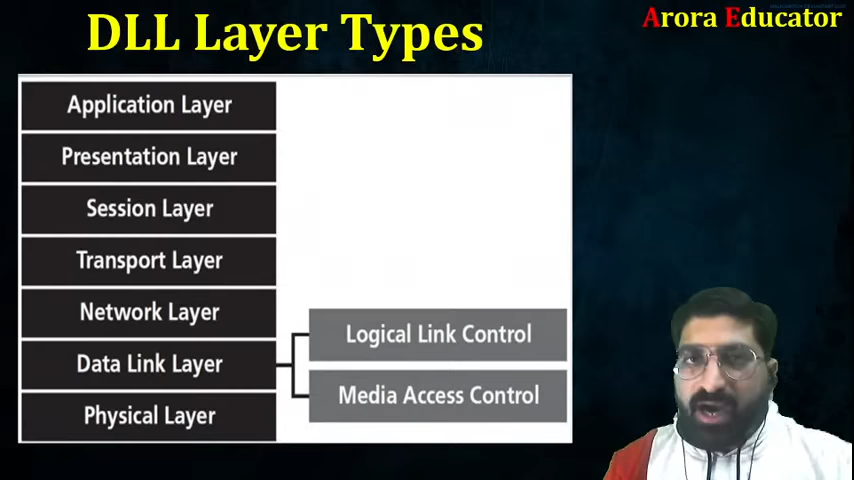 DLL Layer Types
Arora Educator
Application Layer
Presentation Layer
Session Layer
Transport Layer
Network Layer
Data Link Layer
Physical Layer
Logical Link Control
Media Access Control